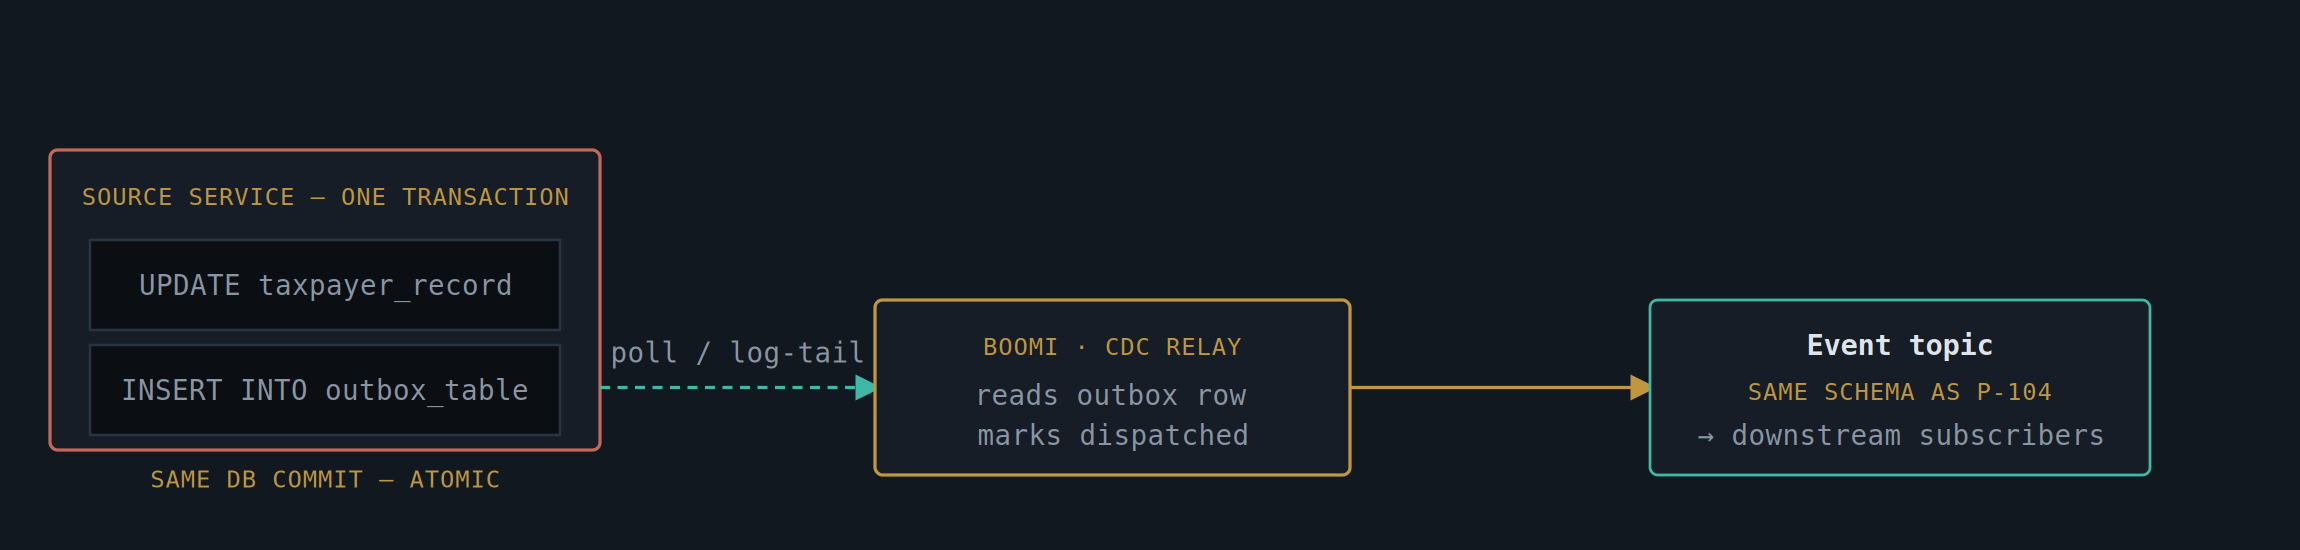 SOURCE SERVICE — ONE TRANSACTION
UPDATE taxpayer_record
INSERT INTO outbox_table
SAME DB COMMIT — ATOMIC
poll / log-tail
BOOMI · CDC RELAY
reads outbox row
marks dispatched
Event topic
SAME SCHEMA AS P-104
→ downstream subscribers